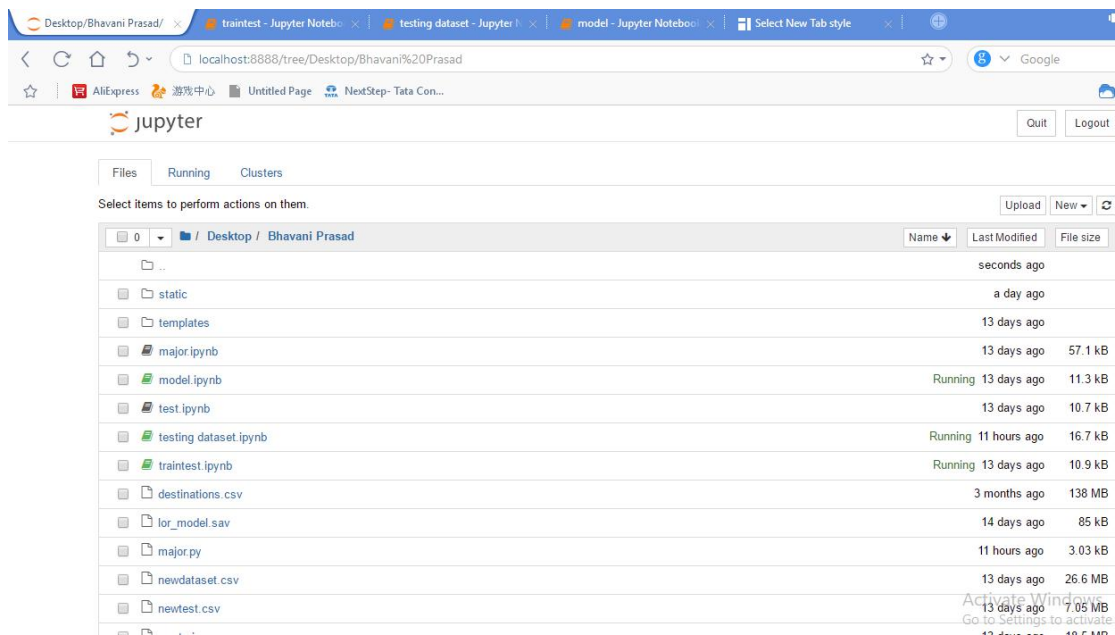 Desktop/Bhavani Prasad/ traintest - Jupyter Notebo testing dataset - Jupyter N model - Jupyter Notebook Select New Tab style
localhost:8888/tree/Desktop/Bhavani%20Prasad Google
AliExpress 游戏中心 Untitled Page NextStep- Tata Con...
jupyter Quit Logout
Files Running Clusters
Select items to perform actions on them. Upload New
0 / Desktop / Bhavani Prasad Name Last Modified File size
.. seconds ago
static a day ago
templates 13 days ago
major.ipynb 13 days ago 57.1 kB
model.ipynb Running 13 days ago 11.3 kB
test.ipynb 13 days ago 10.7 kB
testing dataset.ipynb Running 11 hours ago 16.7 kB
traintest.ipynb Running 13 days ago 10.9 kB
destinations.csv 3 months ago 138 MB
lor_model.sav 14 days ago 85 kB
major.py 11 hours ago 3.03 kB
newdataset.csv 13 days ago 26.6 MB
Activate Windows
newtest.csv 13 days ago 7.05 MB
Go to Settings to activate